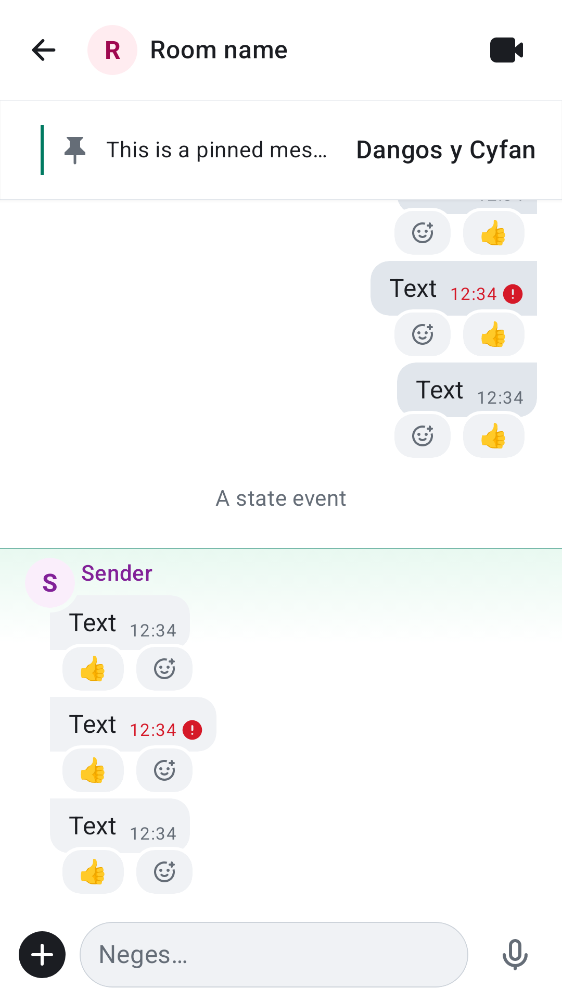 R Room name
This is a pinned mes… Dangos y Cyfan
Text 12:34
Text 12:34
A state event
S Sender
Text 12:34
Text 12:34
Text 12:34
Neges…